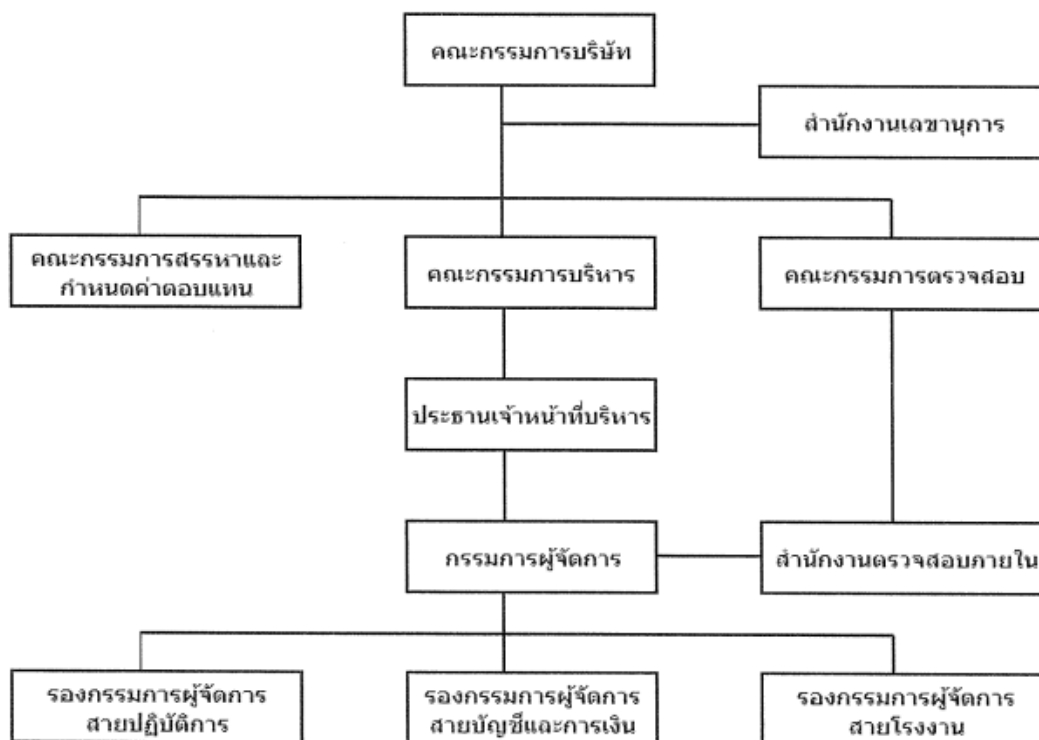 คณะกรรมการบริษัท
สำนักงานเลขานุการ
คณะกรรมการสรรหาและ
กำหนดค่าตอบแทน
คณะกรรมการบริหาร
คณะกรรมการตรวจสอบ
ประธานเจ้าหน้าที่บริหาร
กรรมการผู้จัดการ
สำนักงานตรวจสอบภายใน
รองกรรมการผู้จัดการ
สายปฏิบัติการ
รองกรรมการผู้จัดการ
สายบัญชีและการเงิน
รองกรรมการผู้จัดการ
สายโรงงาน